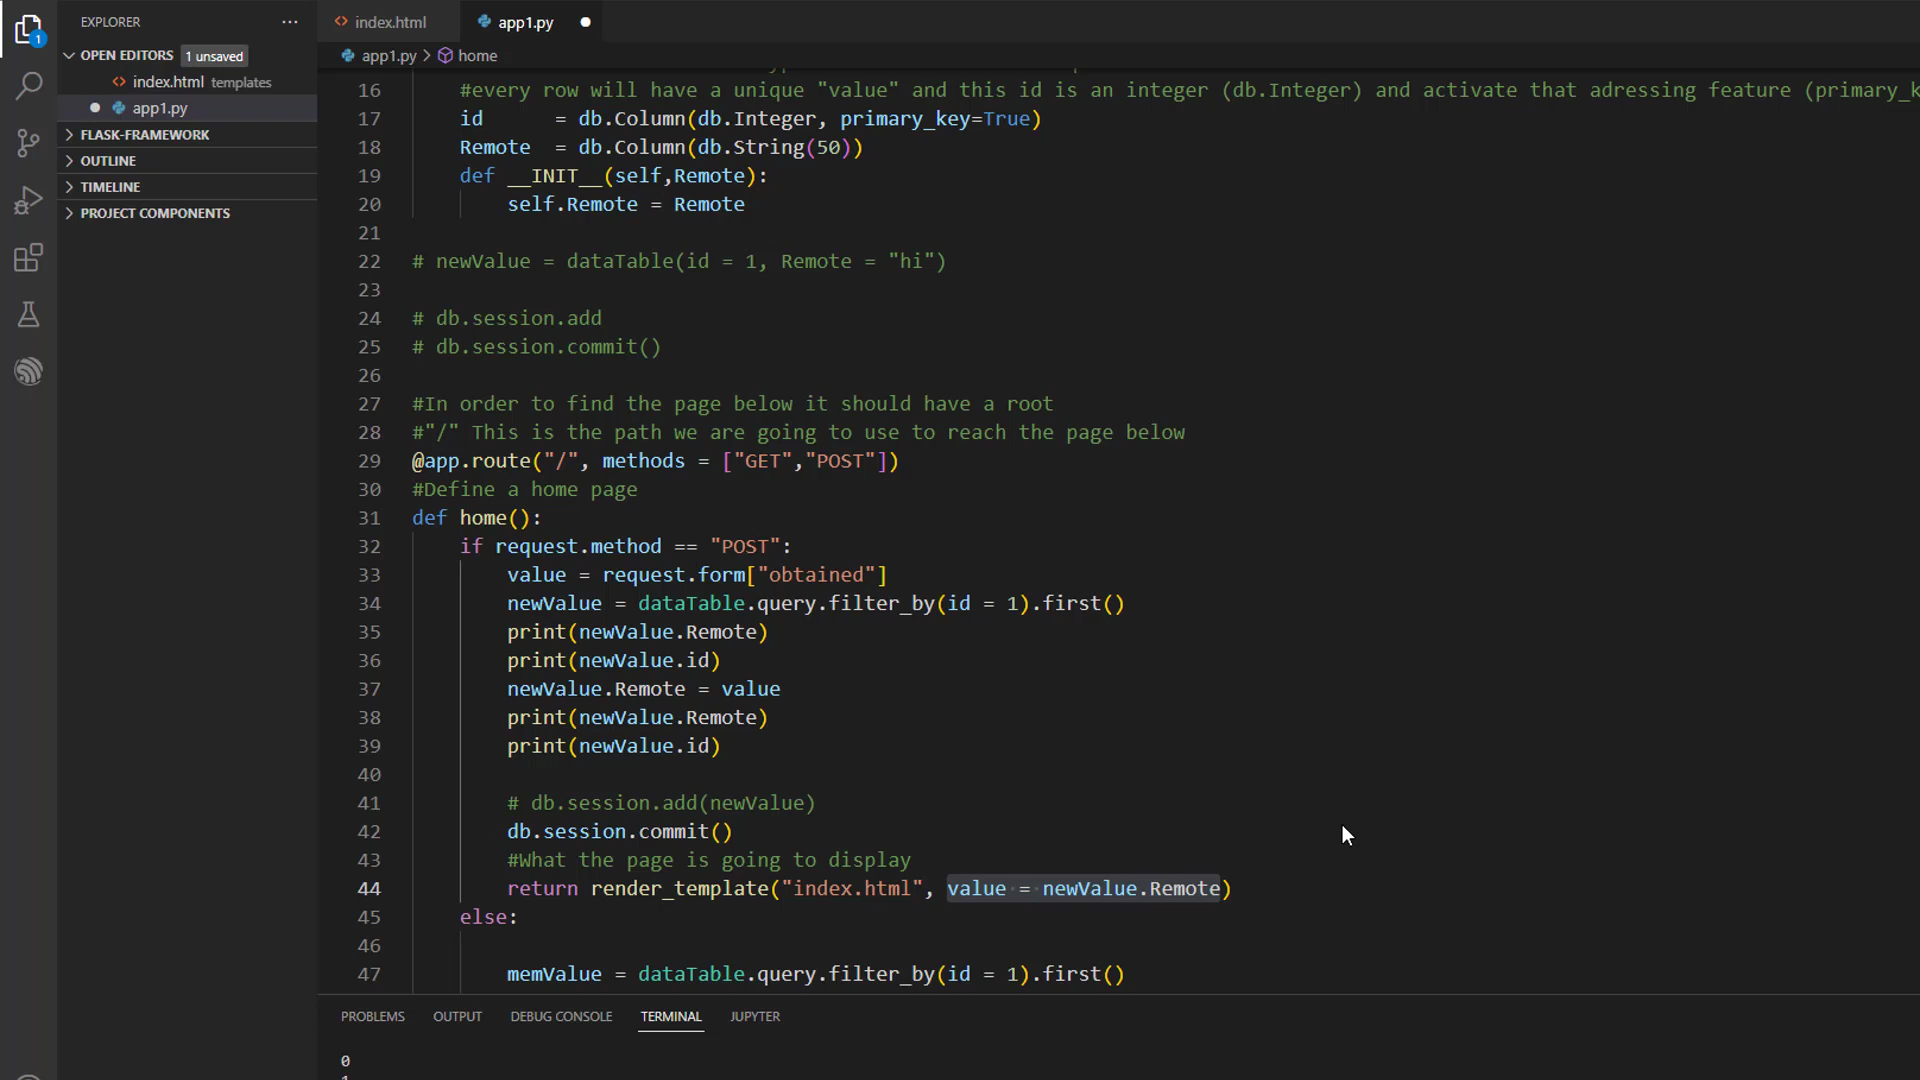 EXPLORER
OPEN EDITORS 1 unsaved
index.html templates
app1.py
FLASK-FRAMEWORK
OUTLINE
TIMELINE
PROJECT COMPONENTS
1
index.html
app1.py
app1.py > home
16 #every row will have a unique "value" and this id is an integer (db.Integer) and activate that adressing feature (primary_k
17 id = db.Column(db.Integer, primary_key=True)
18 Remote = db.Column(db.String(50))
19 def __INIT__(self,Remote):
20 self.Remote = Remote
21
22 # newValue = dataTable(id = 1, Remote = "hi")
23
24 # db.session.add
25 # db.session.commit()
26
27 #In order to find the page below it should have a root
28 #"/" This is the path we are going to use to reach the page below
29 @app.route("/", methods = ["GET","POST"])
30 #Define a home page
31 def home():
32 if request.method == "POST":
33 value = request.form["obtained"]
34 newValue = dataTable.query.filter_by(id = 1).first()
35 print(newValue.Remote)
36 print(newValue.id)
37 newValue.Remote = value
38 print(newValue.Remote)
39 print(newValue.id)
40
41 # db.session.add(newValue)
42 db.session.commit()
43 #What the page is going to display
44 return render_template("index.html", value = newValue.Remote)
45 else:
46
47 memValue = dataTable.query.filter_by(id = 1).first()
PROBLEMS OUTPUT DEBUG CONSOLE TERMINAL JUPYTER
0